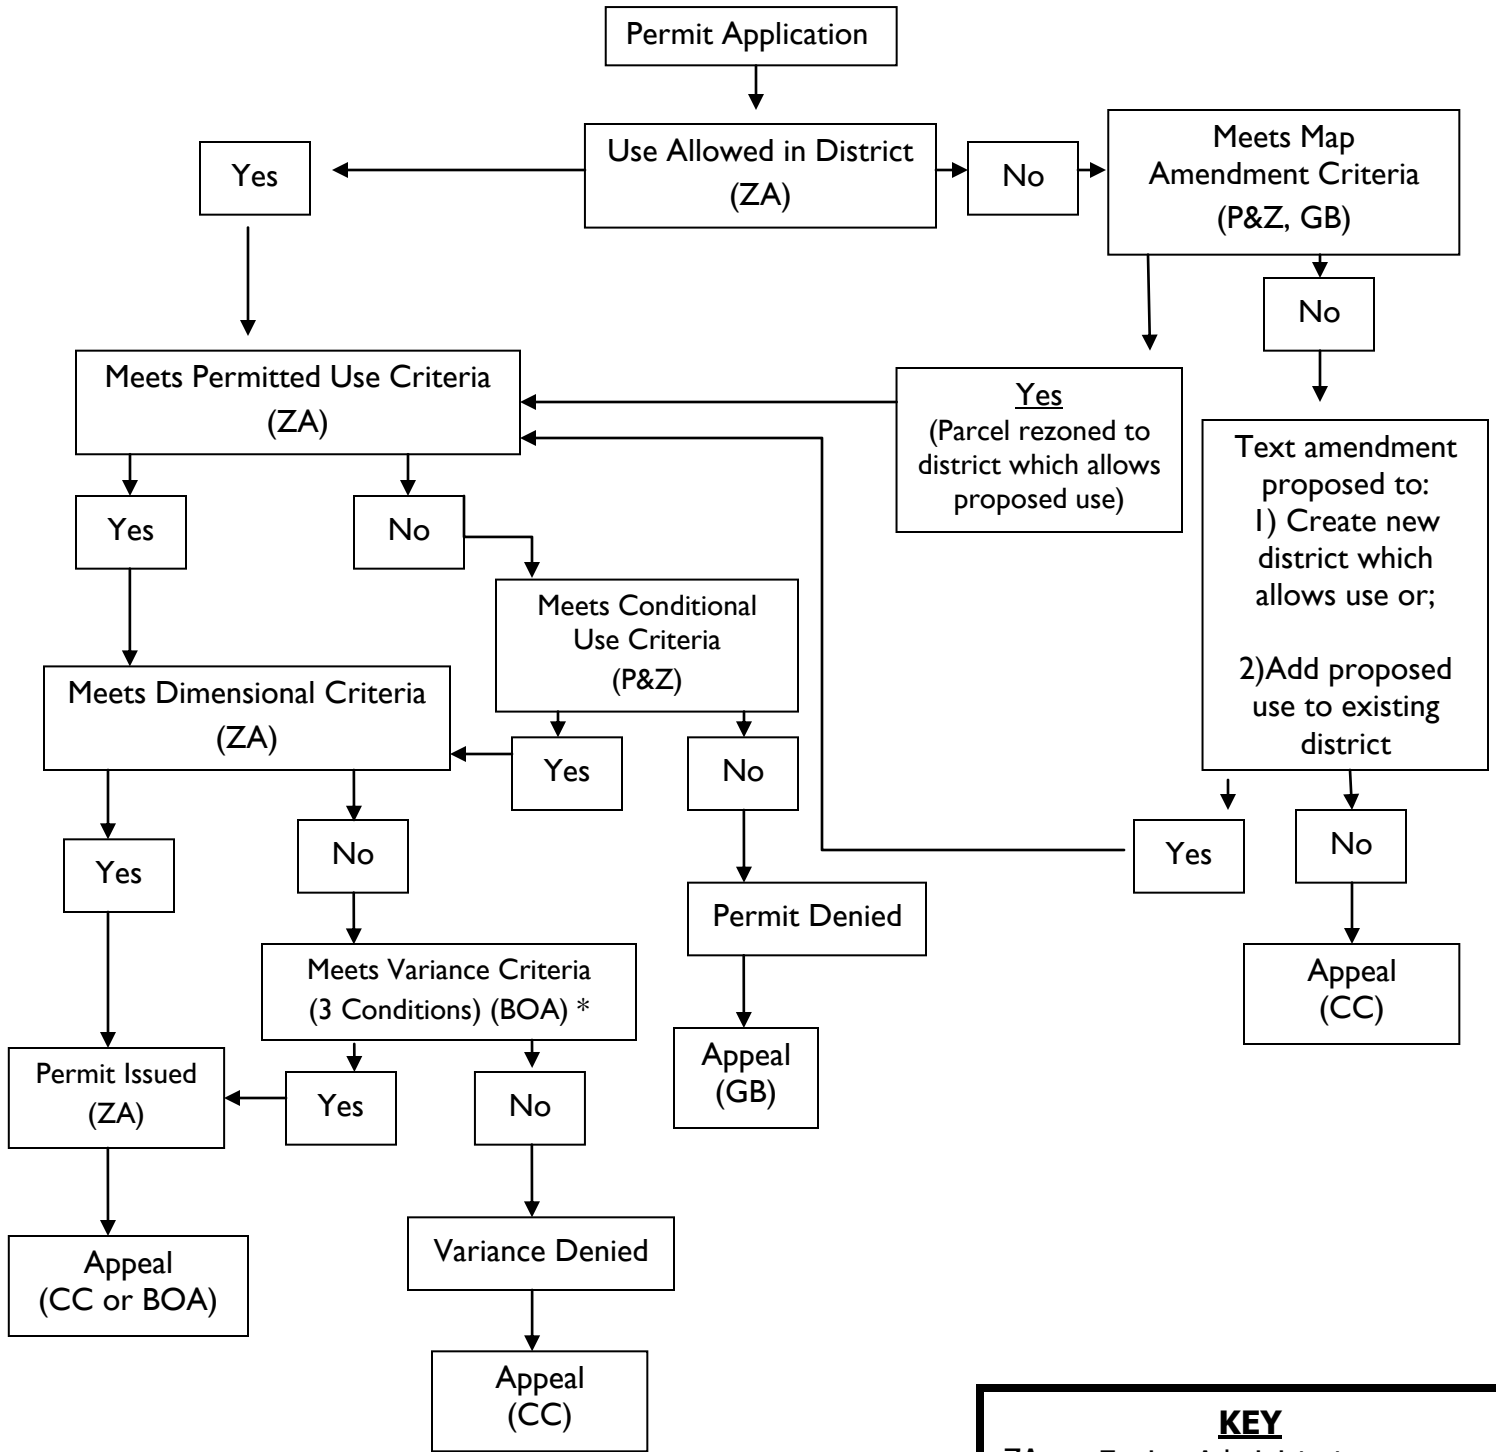 Permit Application
Use Allowed in District
(ZA)
Yes
No
Meets Map
Amendment Criteria
(P&Z, GB)
No
Meets Permitted Use Criteria
(ZA)
Yes
(Parcel rezoned to
district which allows
proposed use)
Text amendment
proposed to:
1) Create new
district which
allows use or;
2)Add proposed
use to existing
district
Yes
No
Meets Conditional
Use Criteria
(P&Z)
Meets Dimensional Criteria
(ZA)
Yes
No
Yes
No
Yes
No
Permit Denied
Appeal
(CC)
Meets Variance Criteria
(3 Conditions) (BOA) *
Appeal
(GB)
Permit Issued
(ZA)
Yes
No
Variance Denied
Appeal
(CC or BOA)
Appeal
(CC)
KEY